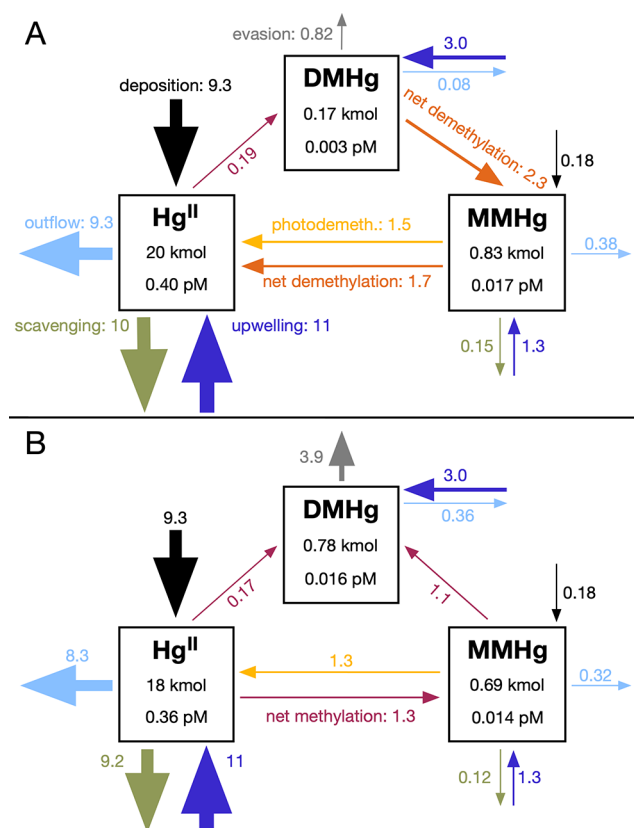 A
evasion: 0.82
3.0
DMHg
0.17 kmol
0.003 pM
0.08
deposition: 9.3
0.19
net demethylation: 2.3
0.18
Hg^II
20 kmol
0.40 pM
outflow: 9.3
photodemeth.: 1.5
net demethylation: 1.7
MMHg
0.83 kmol
0.017 pM
0.38
scavenging: 10
upwelling: 11
0.15
1.3
B
3.9
3.0
DMHg
0.78 kmol
0.016 pM
0.36
9.3
0.17
1.1
0.18
Hg^II
18 kmol
0.36 pM
8.3
1.3
net methylation: 1.3
MMHg
0.69 kmol
0.014 pM
0.32
9.2
11
0.12
1.3